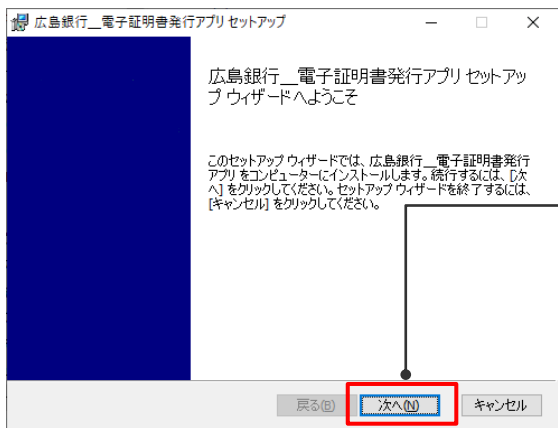 広島銀行__電子証明書発行アプリ セットアップ
広島銀行__電子証明書発行アプリ セットアッ
プ ウィザードへようこそ
このセットアップ ウィザードでは、広島銀行__電子証明書発行
アプリ をコンピューターにインストールします。続行するには、[次
へ] をクリックしてください。セットアップ ウィザードを終了するには、
[キャンセル] をクリックしてください。
戻る(B) 次へ(N) キャンセル